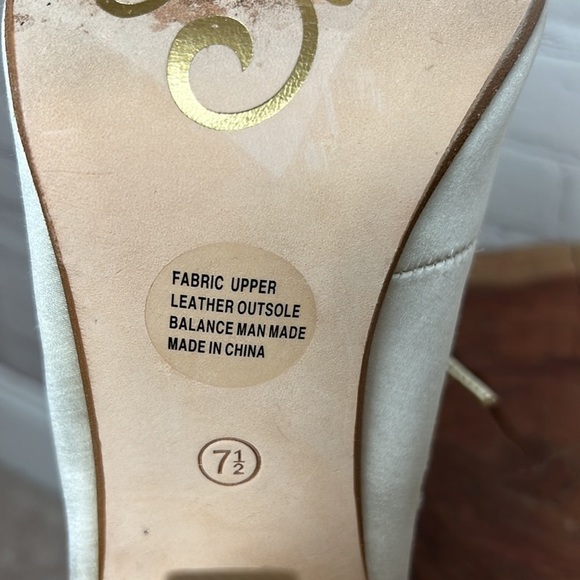 FABRIC UPPER
LEATHER OUTSOLE
BALANCE MAN MADE
MADE IN CHINA
7½